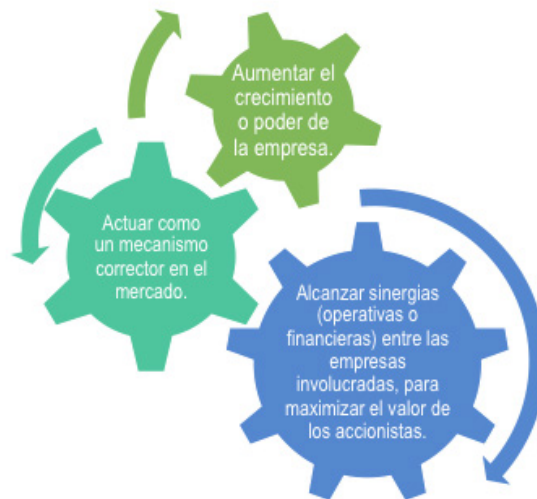 Aumentar el
crecimiento
o poder de
la empresa.
Actuar como
un mecanismo
corrector en el
mercado.
Alcanzar sinergias
(operativas o
financieras) entre las
empresas
involucradas, para
maximizar el valor de
los accionistas.